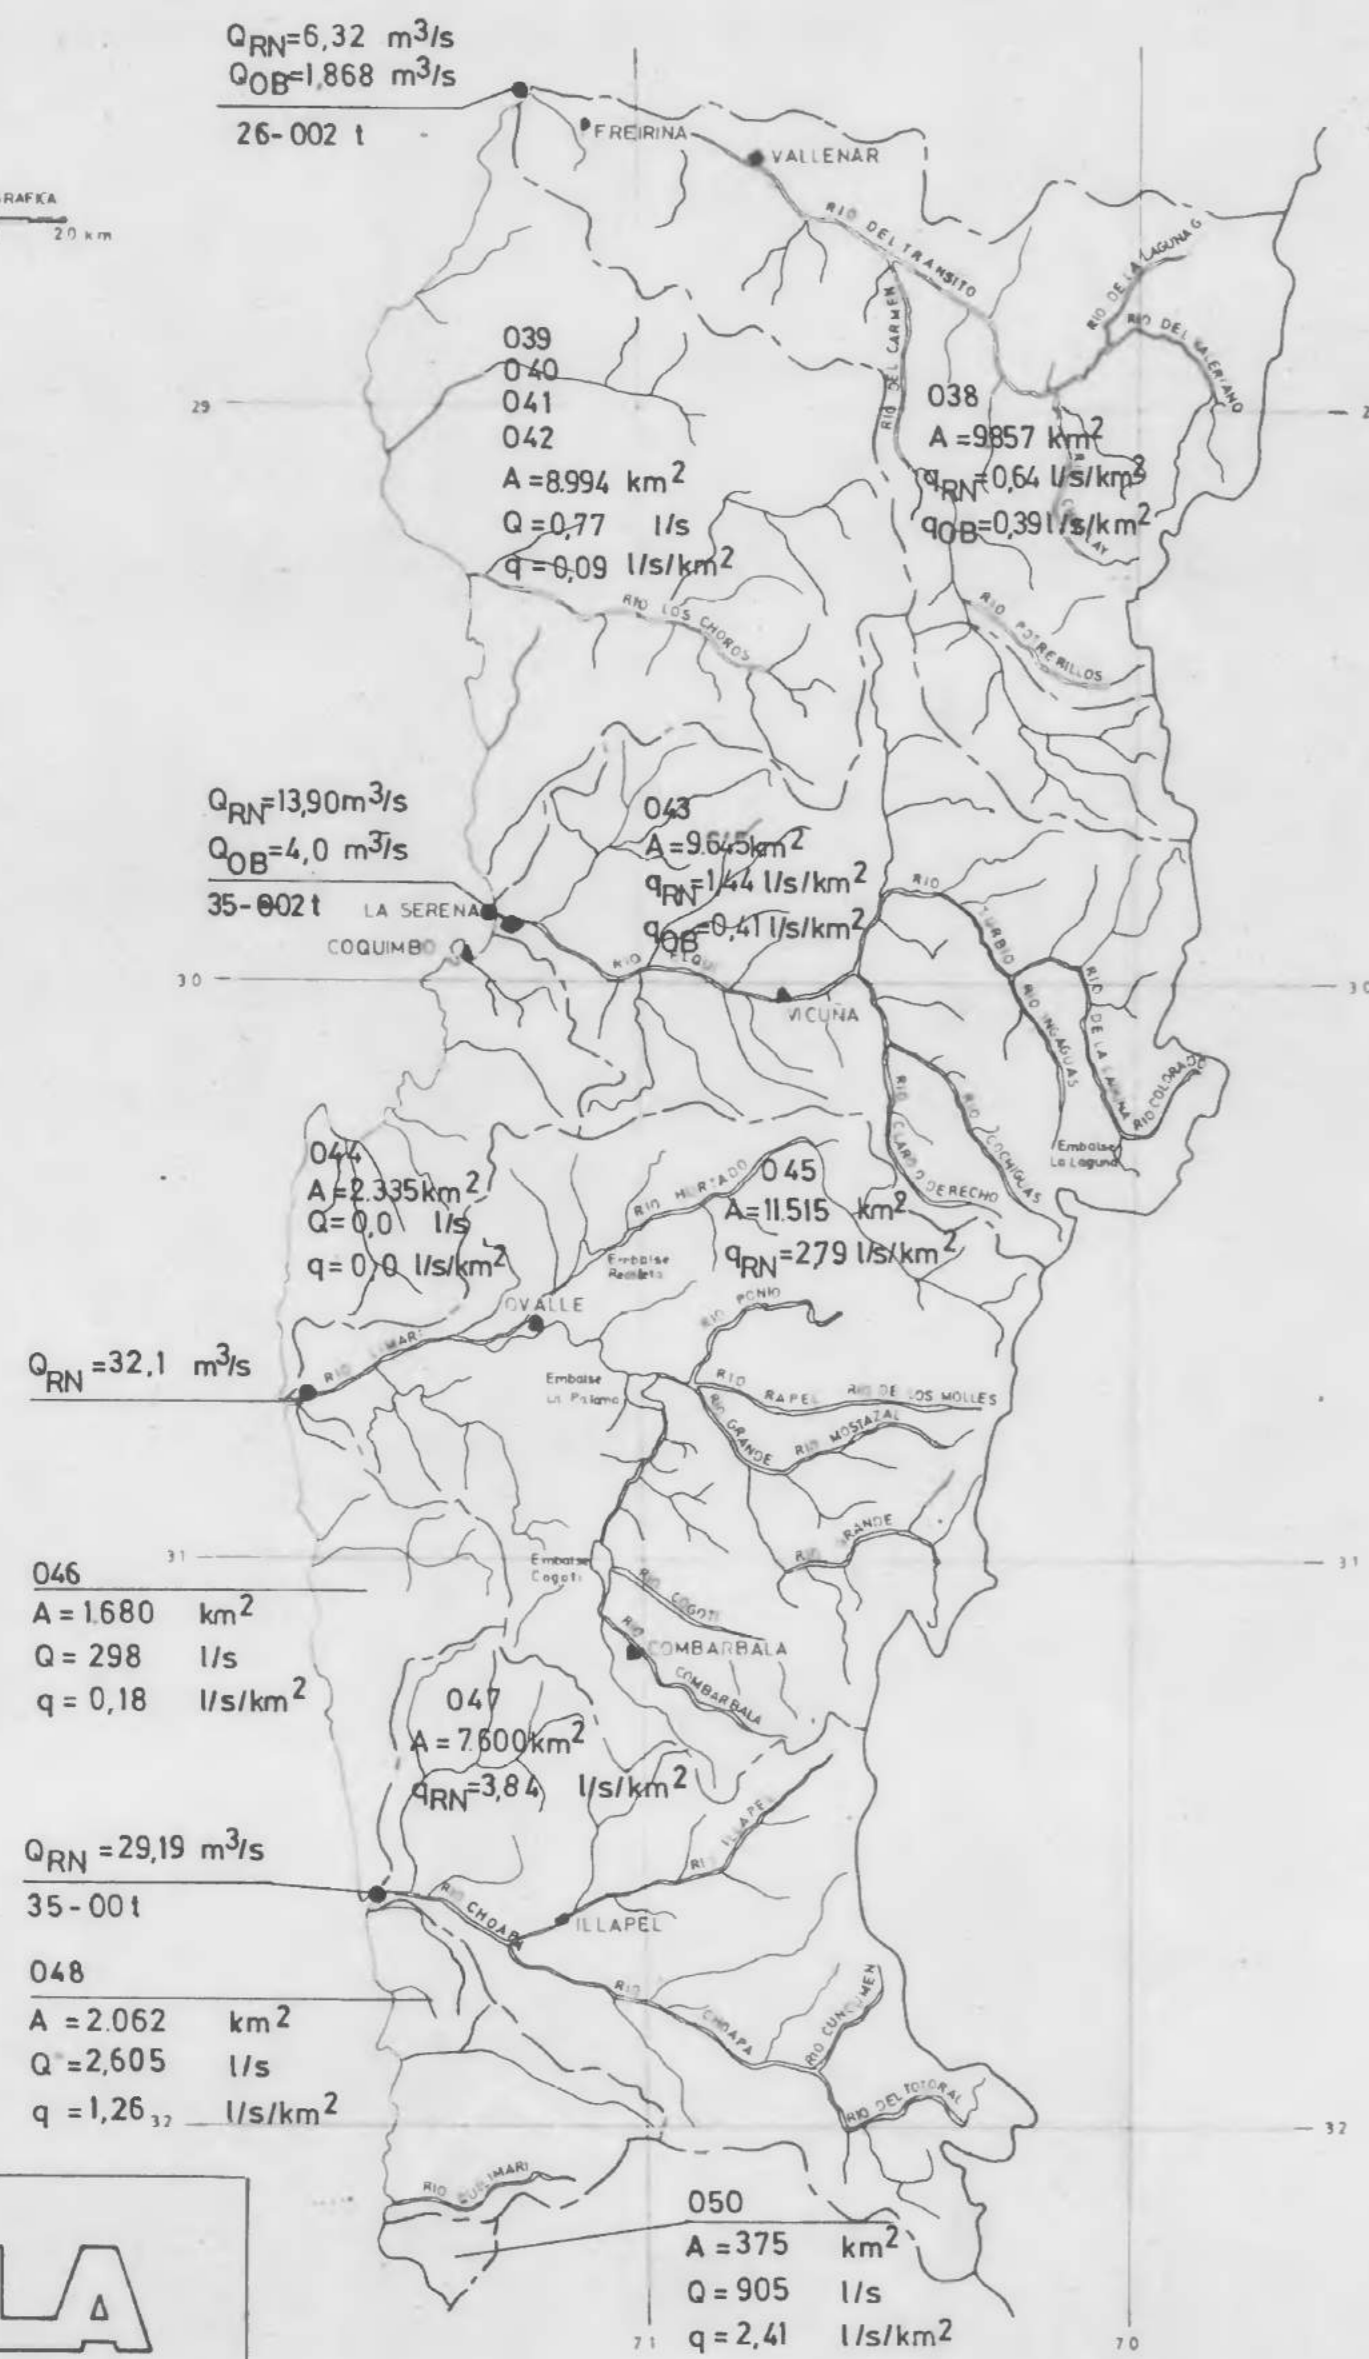 QRN=6,32 m3/s
QOB=1,868 m3/s
26-002 t
FREIRINA
VALLENAR
RAFICA
20 km
RIO DEL TRANSITO
RIO DE LA LAGUNA G
RIO DEL VALERIANO
RIO DEL CARMEN
039
040
041
042
A=8.994 km2
Q=0,77 l/s
q=0,09 l/s/km2
29
038
A=9857 km2
qRN=0,64 l/s/km2
qOB=0,39 l/s/km2
RIO LOS CHOROS
RIO POTRERILLOS
QRN=13,90 m3/s
QOB=4,0 m3/s
35-002 t
LA SERENA
COQUIMBO
043
A=9.645 km2
qRN=1,44 l/s/km2
qOB=0,41 l/s/km2
RIO ELQUI
VICUÑA
RIO TURBIO
30
30
RIO INGAGUAS
RIO DE LA LAGUNA
RIO COLORADO
Embalse
La Laguna
RIO CLARO O DERECHO
RIO COCHIGUAS
044
A=2.335 km2
Q=0,0 l/s
q=0,0 l/s/km2
RIO HURTADO
045
A=11.515 km2
qRN=2,79 l/s/km2
Embalse
Recoleta
OVALLE
RIO LIMARI
RIO PONIO
QRN=32,1 m3/s
Embalse
La Paloma
RIO RAPEL
RIO DE LOS MOLLES
RIO GRANDE
RIO MOSTAZAL
RIO GRANDE
31
31
Embalse
Cogoti
RIO COGOTI
COMBARBALA
RIO COMBARBALA
046
A=1.680 km2
Q=298 l/s
q=0,18 l/s/km2
047
A=7.600 km2
qRN=3,84 l/s/km2
RIO ILLAPEL
QRN=29,19 m3/s
35-00 t
RIO CHOAPA
ILLAPEL
048
A=2.062 km2
Q=2,605 l/s
q=1,26 l/s/km2
RIO CHOAPA
RIO CUNCUMEN
RIO DEL TOTORAL
32
32
050
A=375 km2
Q=905 l/s
q=2,41 l/s/km2
71
70
LA